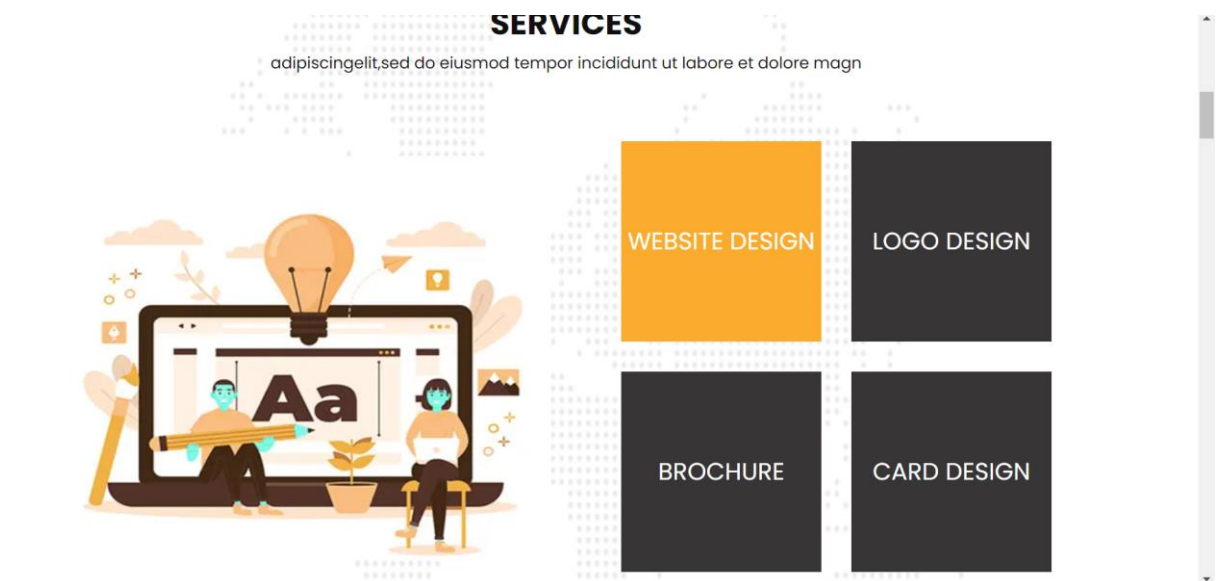 SERVICES
adipiscingelit,sed do eiusmod tempor incididunt ut labore et dolore magn
WEBSITE DESIGN
LOGO DESIGN
Aa
BROCHURE
CARD DESIGN